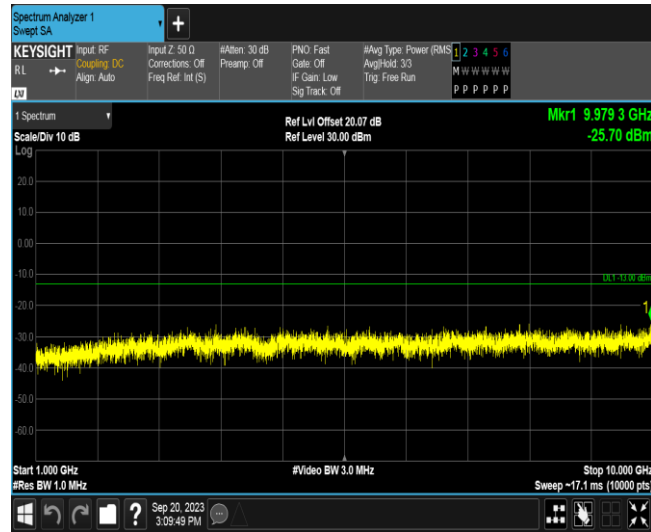 Spectrum Analyzer 1
Swept SA
+
KEYSIGHT
RL
LXI
Input: RF
Coupling: DC
Align: Auto
Input Z: 50 Ω
Corrections: Off
Freq Ref: Int (S)
#Atten: 30 dB
Preamp: Off
PNO: Fast
Gate: Off
IF Gain: Low
Sig Track: Off
#Avg Type: Power (RMS
Avg|Hold: 3/3
Trig: Free Run
1 2 3 4 5 6
M W W W W W
P P P P P P
1 Spectrum
Scale/Div 10 dB
Log
Ref Lvl Offset 20.07 dB
Ref Level 30.00 dBm
Mkr1 9.979 3 GHz
-25.70 dBm
20.0
10.0
0.00
-10.0
DL1 -13.00 dBm
-20.0
1
-30.0
-40.0
-50.0
-60.0
Start 1.000 GHz
#Res BW 1.0 MHz
#Video BW 3.0 MHz
Stop 10.000 GHz
Sweep ~17.1 ms (10000 pts)
?
Sep 20, 2023
3:09:49 PM